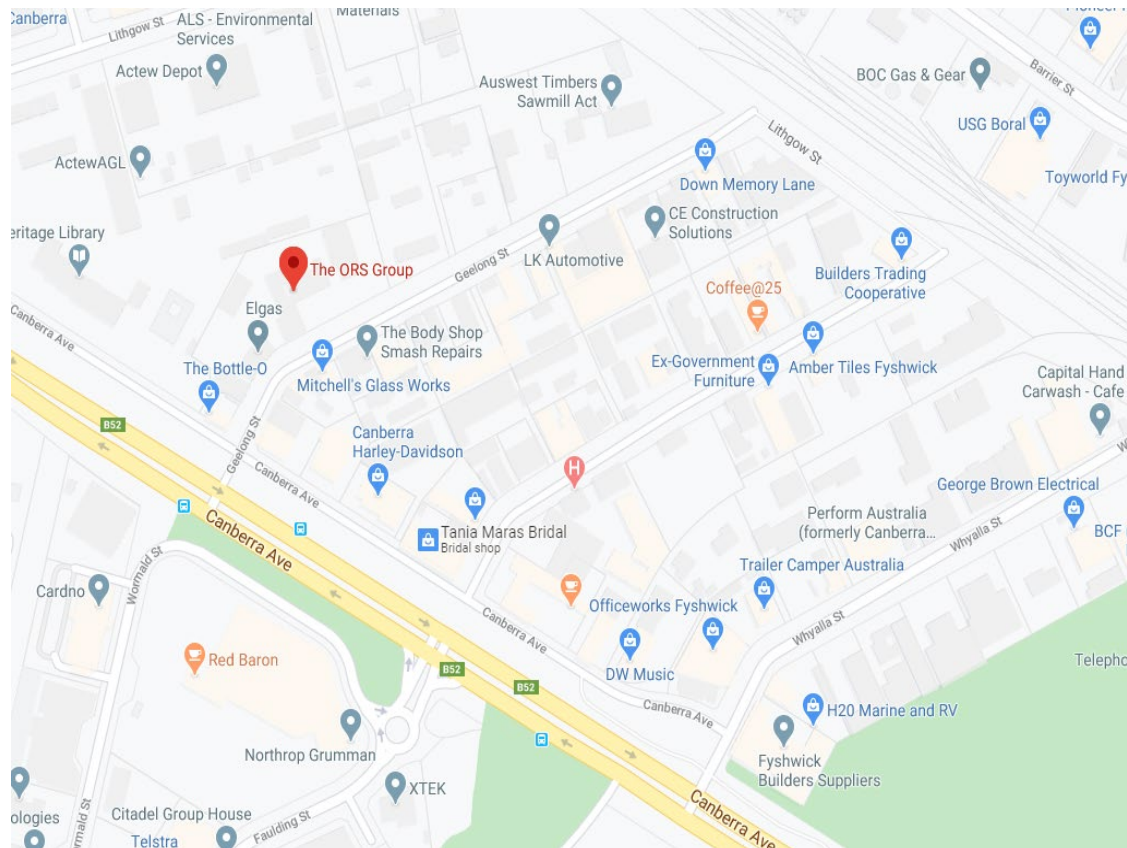 Canberra
Lithgow St
ALS - Environmental
Services
Materials
Actew Depot
Auswest Timbers
Sawmill Act
BOC Gas & Gear
Barrier St
USG Boral
Toyworld Fy
ActewAGL
Lithgow St
Down Memory Lane
CE Construction
Solutions
eritage Library
The ORS Group
Geelong St
LK Automotive
Builders Trading
Cooperative
Coffee@25
Canberra Ave
Elgas
The Body Shop
Smash Repairs
The Bottle-O
Mitchell's Glass Works
Ex-Government
Furniture
Amber Tiles Fyshwick
Capital Hand
Carwash - Cafe
B52
Geelong St
Canberra
Harley-Davidson
Canberra Ave
H
George Brown Electrical
Perform Australia
(formerly Canberra...
BCF
Canberra Ave
Tania Maras Bridal
Bridal shop
Whyalla St
Wormald St
Cardno
Trailer Camper Australia
Officeworks Fyshwick
Canberra Ave
Whyalla St
Red Baron
B52
DW Music
Telepho
B52
Canberra Ave
H20 Marine and RV
Northrop Grumman
Fyshwick
Builders Suppliers
XTEK
ologies
ormald St
Citadel Group House
Faulding St
Telstra
Canberra Ave